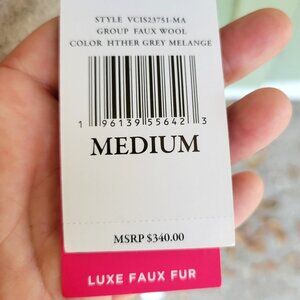 STYLE VCIS23751-MA
GROUP FAUX WOOL
COLOR HTHER GREY MELANGE
1 96139 55642 3
MEDIUM
MSRP $340.00
LUXE FAUX FUR